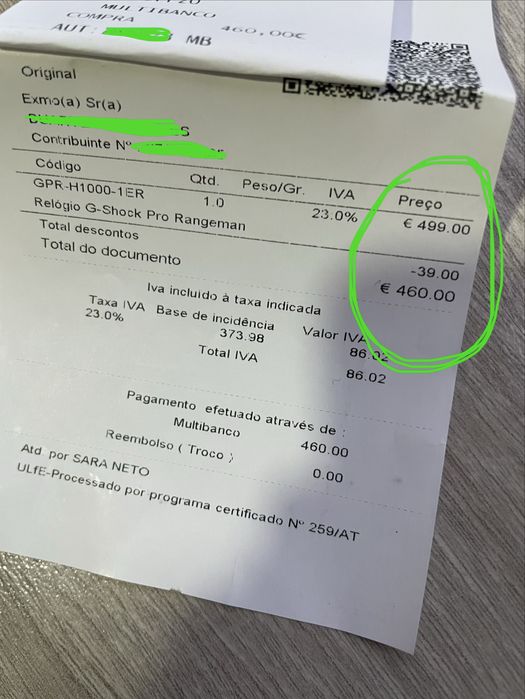 MULTIBANCO
COMPRA 460,00€
AUT: MB
Original
Exmo(a) Sr(a)
S
Contribuinte Nº
Código Qtd. Peso/Gr. IVA Preço
GPR-H1000-1ER 1.0 23.0% € 499.00
Relógio G-Shock Pro Rangeman
Total descontos -39.00
Total do documento € 460.00
Iva incluido à taxa indicada
Taxa IVA Base de incidência Valor IVA
23.0% 373.98 86.02
Total IVA 86.02
Pagamento efetuado através de :
Multibanco 460.00
Reembolso ( Troco ) 0.00
Atd. por SARA NETO
ULfE-Processado por programa certificado Nº 259/AT